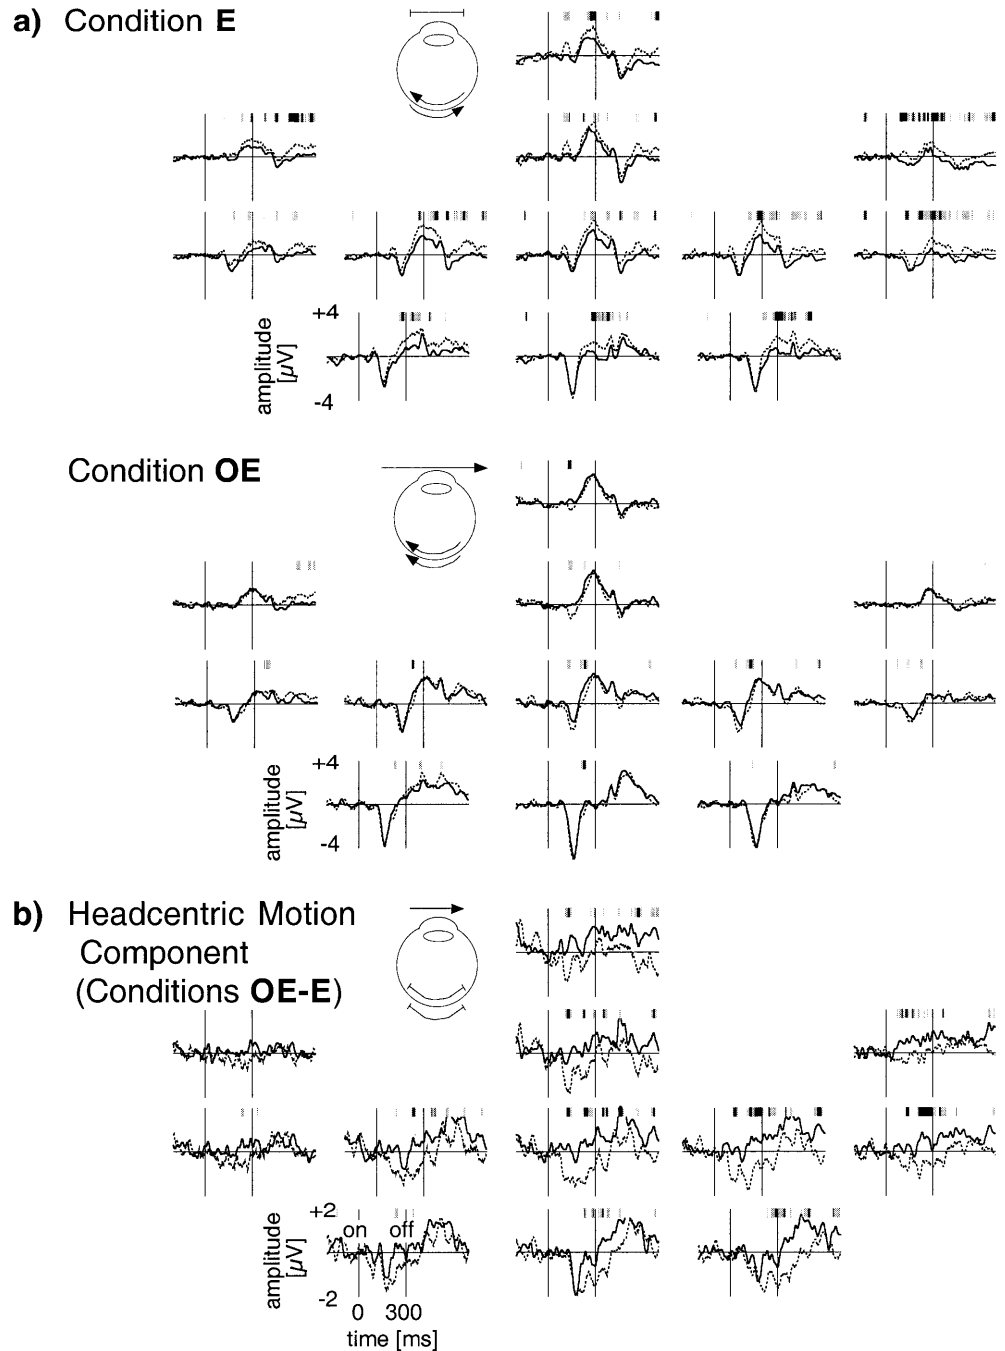 a) Condition E
+4
amplitude
[µV]
-4
Condition OE
+4
amplitude
[µV]
-4
b) Headcentric Motion
Component
(Conditions OE-E)
+2
on off
amplitude
[µV]
-2
0 300
time [ms]